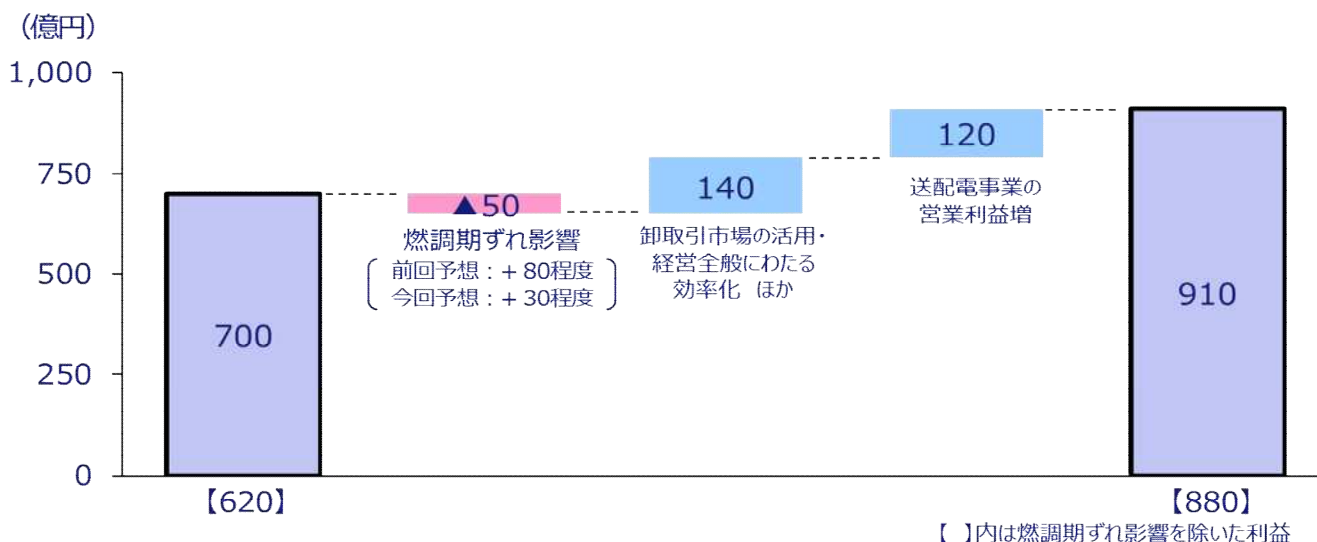 (億円)
1,000
750
500
250
0
700
【620】
▲50
燃調期ずれ影響
前回予想：+80程度
今回予想：+30程度
140
卸取引市場の活用・
経営全般にわたる
効率化 ほか
120
送配電事業の
営業利益増
910
【880】
【 】内は燃調期ずれ影響を除いた利益